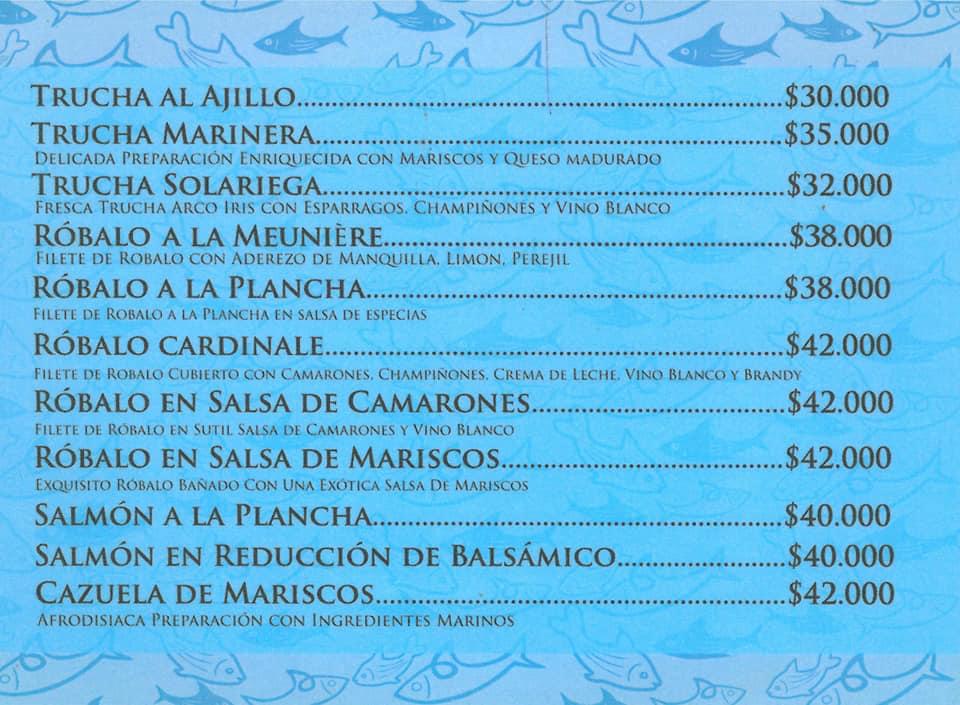 TRUCHA AL AJILLO.....................................................................$30.000
TRUCHA MARINERA..................................................................$35.000
DELICADA PREPARACIÓN ENRIQUECIDA CON MARISCOS Y QUESO MADURADO
TRUCHA SOLARIEGA.................................................................$32.000
FRESCA TRUCHA ARCO IRIS CON ESPARRAGOS, CHAMPIÑONES Y VINO BLANCO
RÓBALO A LA MEUNIÈRE.........................................................$38.000
FILETE DE ROBALO CON ADEREZO DE MANQUILLA, LIMON, PEREJIL
RÓBALO A LA PLANCHA...........................................................$38.000
FILETE DE ROBALO A LA PLANCHA EN SALSA DE ESPECIAS
RÓBALO CARDINALE.................................................................$42.000
FILETE DE ROBALO CUBIERTO CON CAMARONES, CHAMPIÑONES, CREMA DE LECHE, VINO BLANCO Y BRANDY
RÓBALO EN SALSA DE CAMARONES....................................$42.000
FILETE DE RÓBALO EN SUTIL SALSA DE CAMARONES Y VINO BLANCO
RÓBALO EN SALSA DE MARISCOS........................................$42.000
EXQUISITO RÓBALO BAÑADO CON UNA EXÓTICA SALSA DE MARISCOS
SALMÓN A LA PLANCHA..........................................................$40.000
SALMÓN EN REDUCCIÓN DE BALSÁMICO.......................$40.000
CAZUELA DE MARISCOS..........................................................$42.000
AFRODISIACA PREPARACIÓN CON INGREDIENTES MARINOS